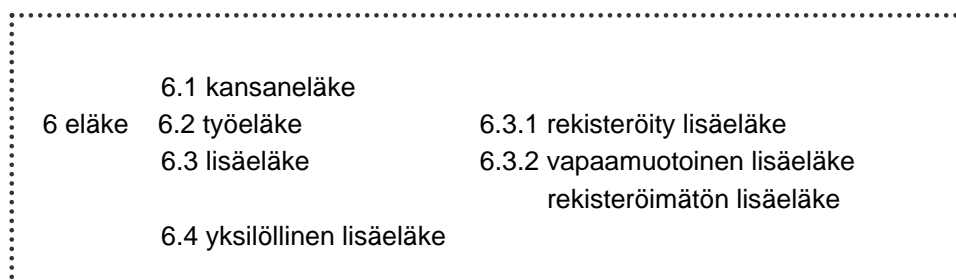 6.1 kansaneläke
6 eläke 6.2 työeläke 6.3.1 rekisteröity lisäeläke
6.3 lisäeläke 6.3.2 vapaamuotoinen lisäeläke
rekisteröimätön lisäeläke
6.4 yksilöllinen lisäeläke